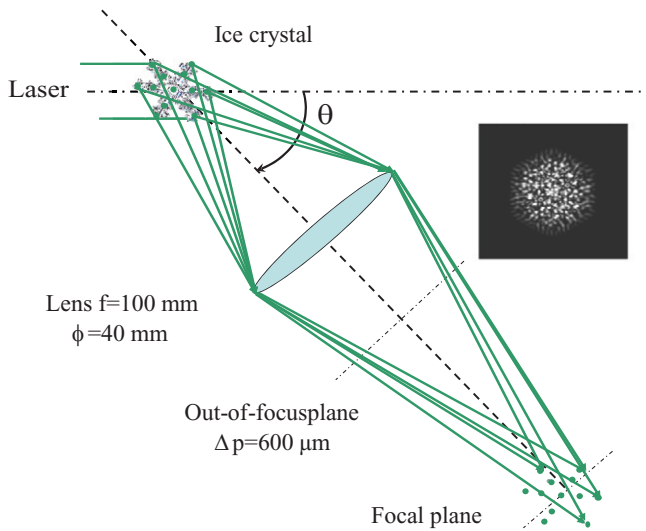 Ice crystal
Laser
θ
Lens f=100 mm
ϕ=40 mm
Out-of-focusplane
Δp=600 μm
Focal plane